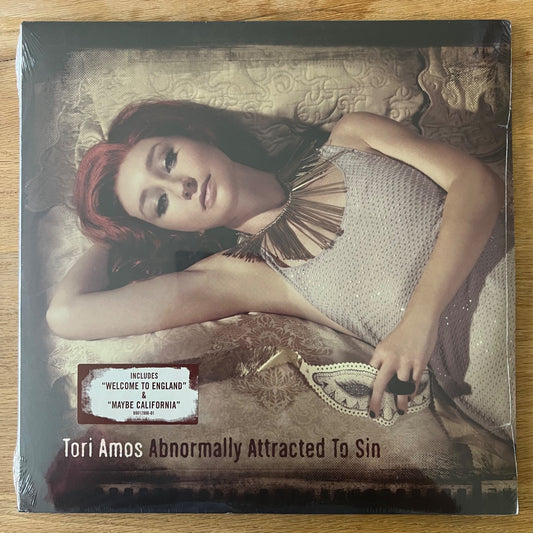 INCLUDES
"WELCOME TO ENGLAND"
&
"MAYBE CALIFORNIA"
Tori Amos Abnormally Attracted To Sin